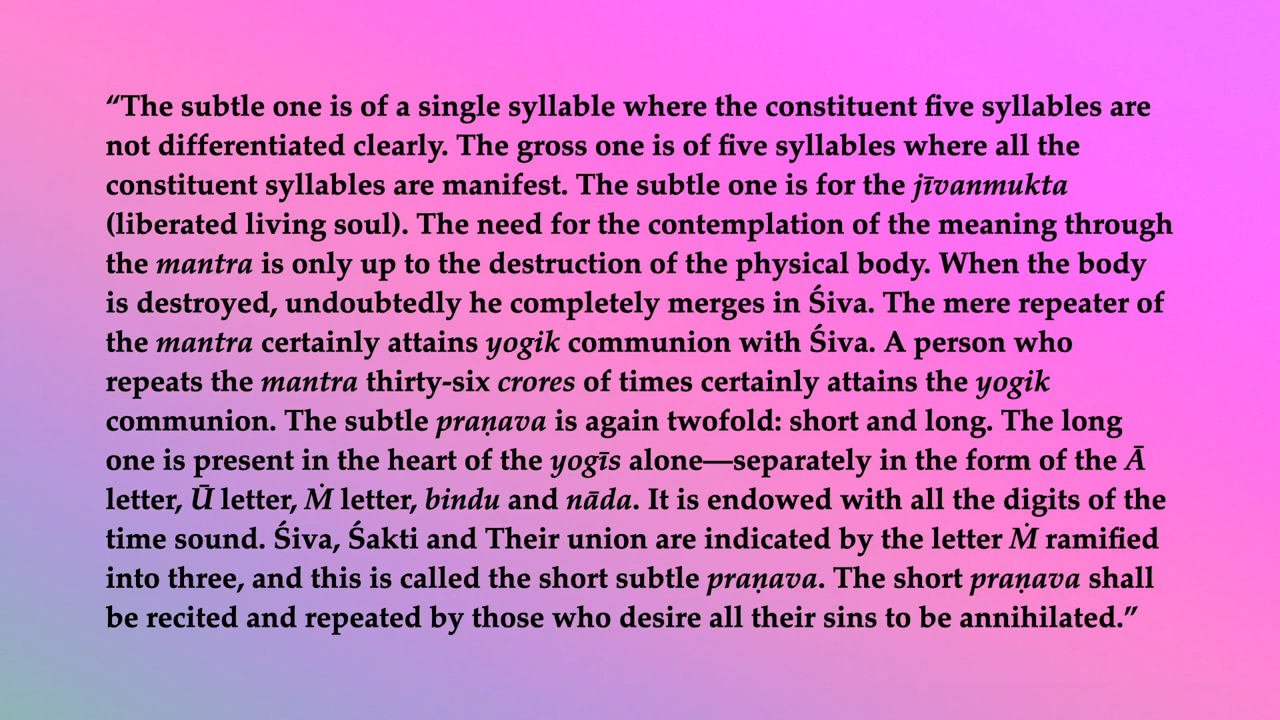 “The subtle one is of a single syllable where the constituent five syllables are
not differentiated clearly. The gross one is of five syllables where all the
constituent syllables are manifest. The subtle one is for the jīvanmukta
(liberated living soul). The need for the contemplation of the meaning through
the mantra is only up to the destruction of the physical body. When the body
is destroyed, undoubtedly he completely merges in Śiva. The mere repeater of
the mantra certainly attains yogik communion with Śiva. A person who
repeats the mantra thirty-six crores of times certainly attains the yogik
communion. The subtle praṇava is again twofold: short and long. The long
one is present in the heart of the yogīs alone—separately in the form of the Ā
letter, Ū letter, Ṁ letter, bindu and nāda. It is endowed with all the digits of the
time sound. Śiva, Śakti and Their union are indicated by the letter Ṁ ramified
into three, and this is called the short subtle praṇava. The short praṇava shall
be recited and repeated by those who desire all their sins to be annihilated.”